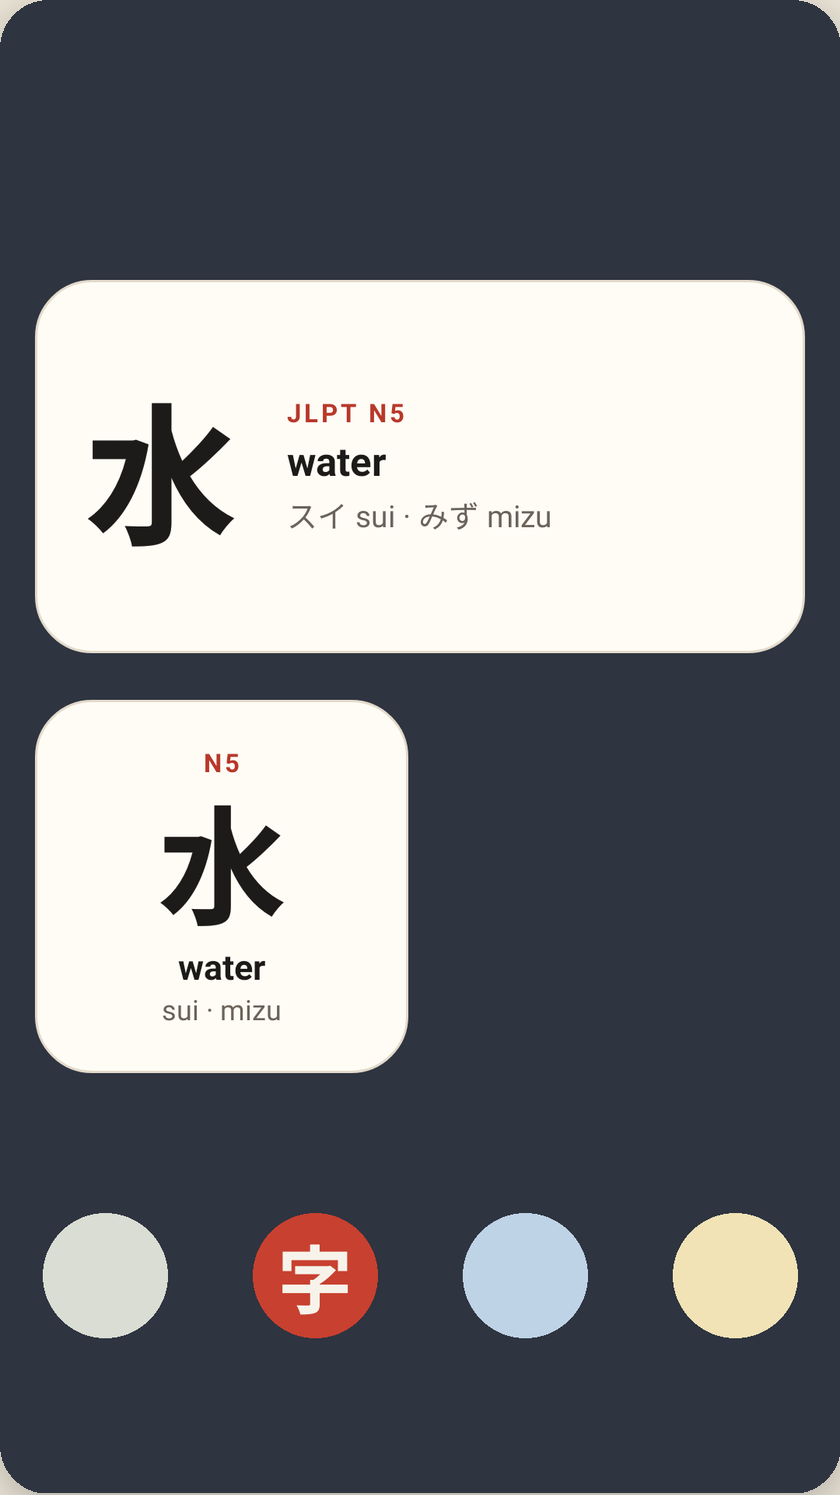 水
JLPT N5
water
スイ sui · みず mizu
N5
水
water
sui · mizu
字